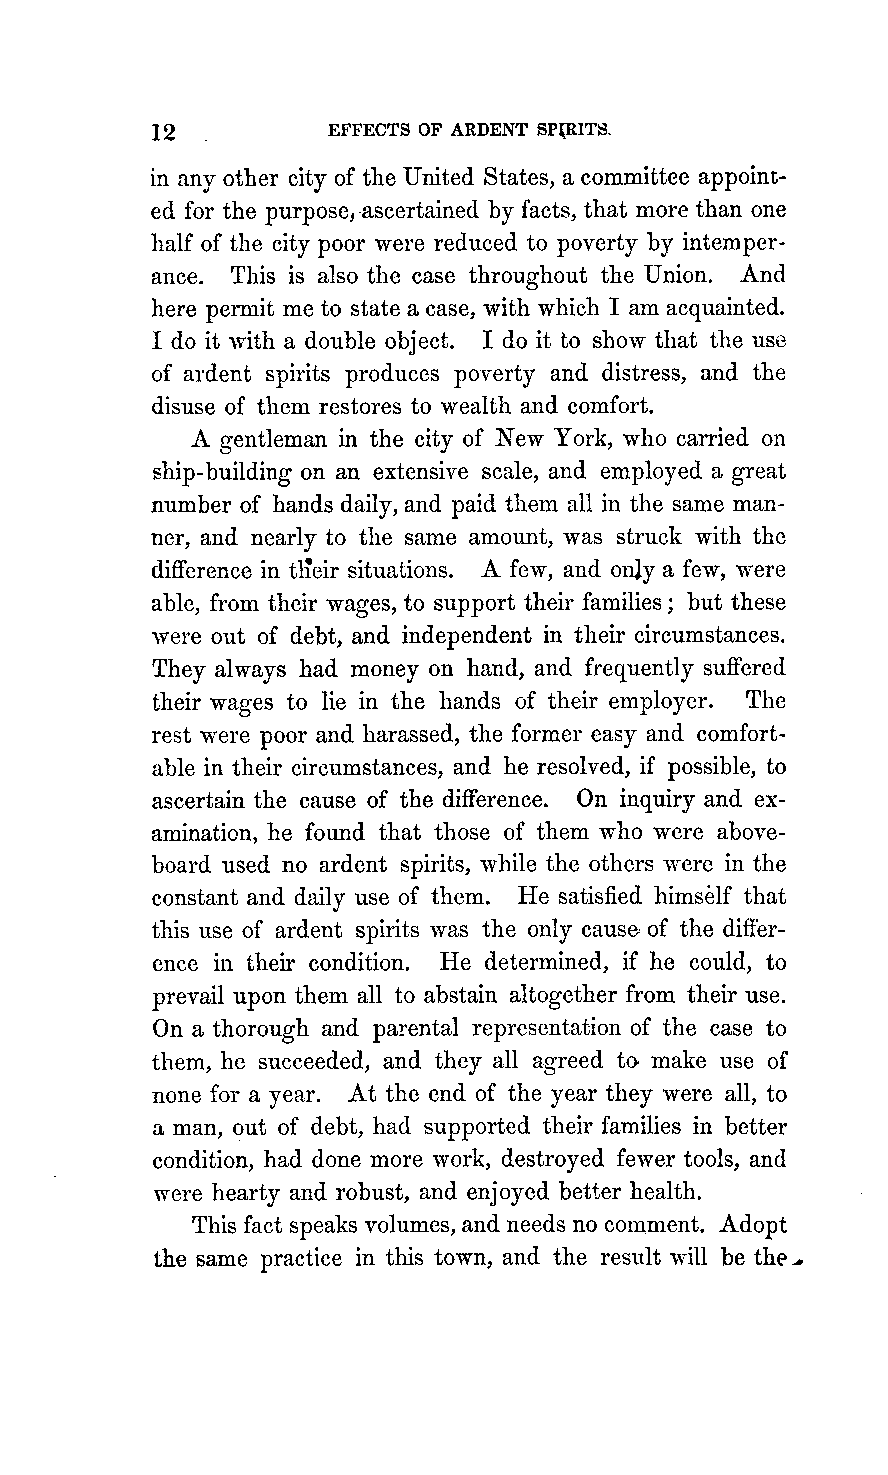 12 EFFECTS OF ARDENT SPIRITS.
in any other city of the United States, a committee appoint-
ed for the purpose, ascertained by facts, that more than one
half of the city poor were reduced to poverty by intemper-
ance. This is also the case throughout the Union. And
here permit me to state a case, with which I am acquainted.
I do it with a double object. I do it to show that the use
of ardent spirits produces poverty and distress, and the
disuse of them restores to wealth and comfort.
A gentleman in the city of New York, who carried on
ship-building on an extensive scale, and employed a great
number of hands daily, and paid them all in the same man-
ner, and nearly to the same amount, was struck with the
difference in their situations. A few, and only a few, were
able, from their wages, to support their families; but these
were out of debt, and independent in their circumstances.
They always had money on hand, and frequently suffered
their wages to lie in the hands of their employer. The
rest were poor and harassed, the former easy and comfort-
able in their circumstances, and he resolved, if possible, to
ascertain the cause of the difference. On inquiry and ex-
amination, he found that those of them who were above-
board used no ardent spirits, while the others were in the
constant and daily use of them. He satisfied himself that
this use of ardent spirits was the only cause of the differ-
ence in their condition. He determined, if he could, to
prevail upon them all to abstain altogether from their use.
On a thorough and parental representation of the case to
them, he succeeded, and they all agreed to make use of
none for a year. At the end of the year they were all, to
a man, out of debt, had supported their families in better
condition, had done more work, destroyed fewer tools, and
were hearty and robust, and enjoyed better health.
This fact speaks volumes, and needs no comment. Adopt
the same practice in this town, and the result will be the